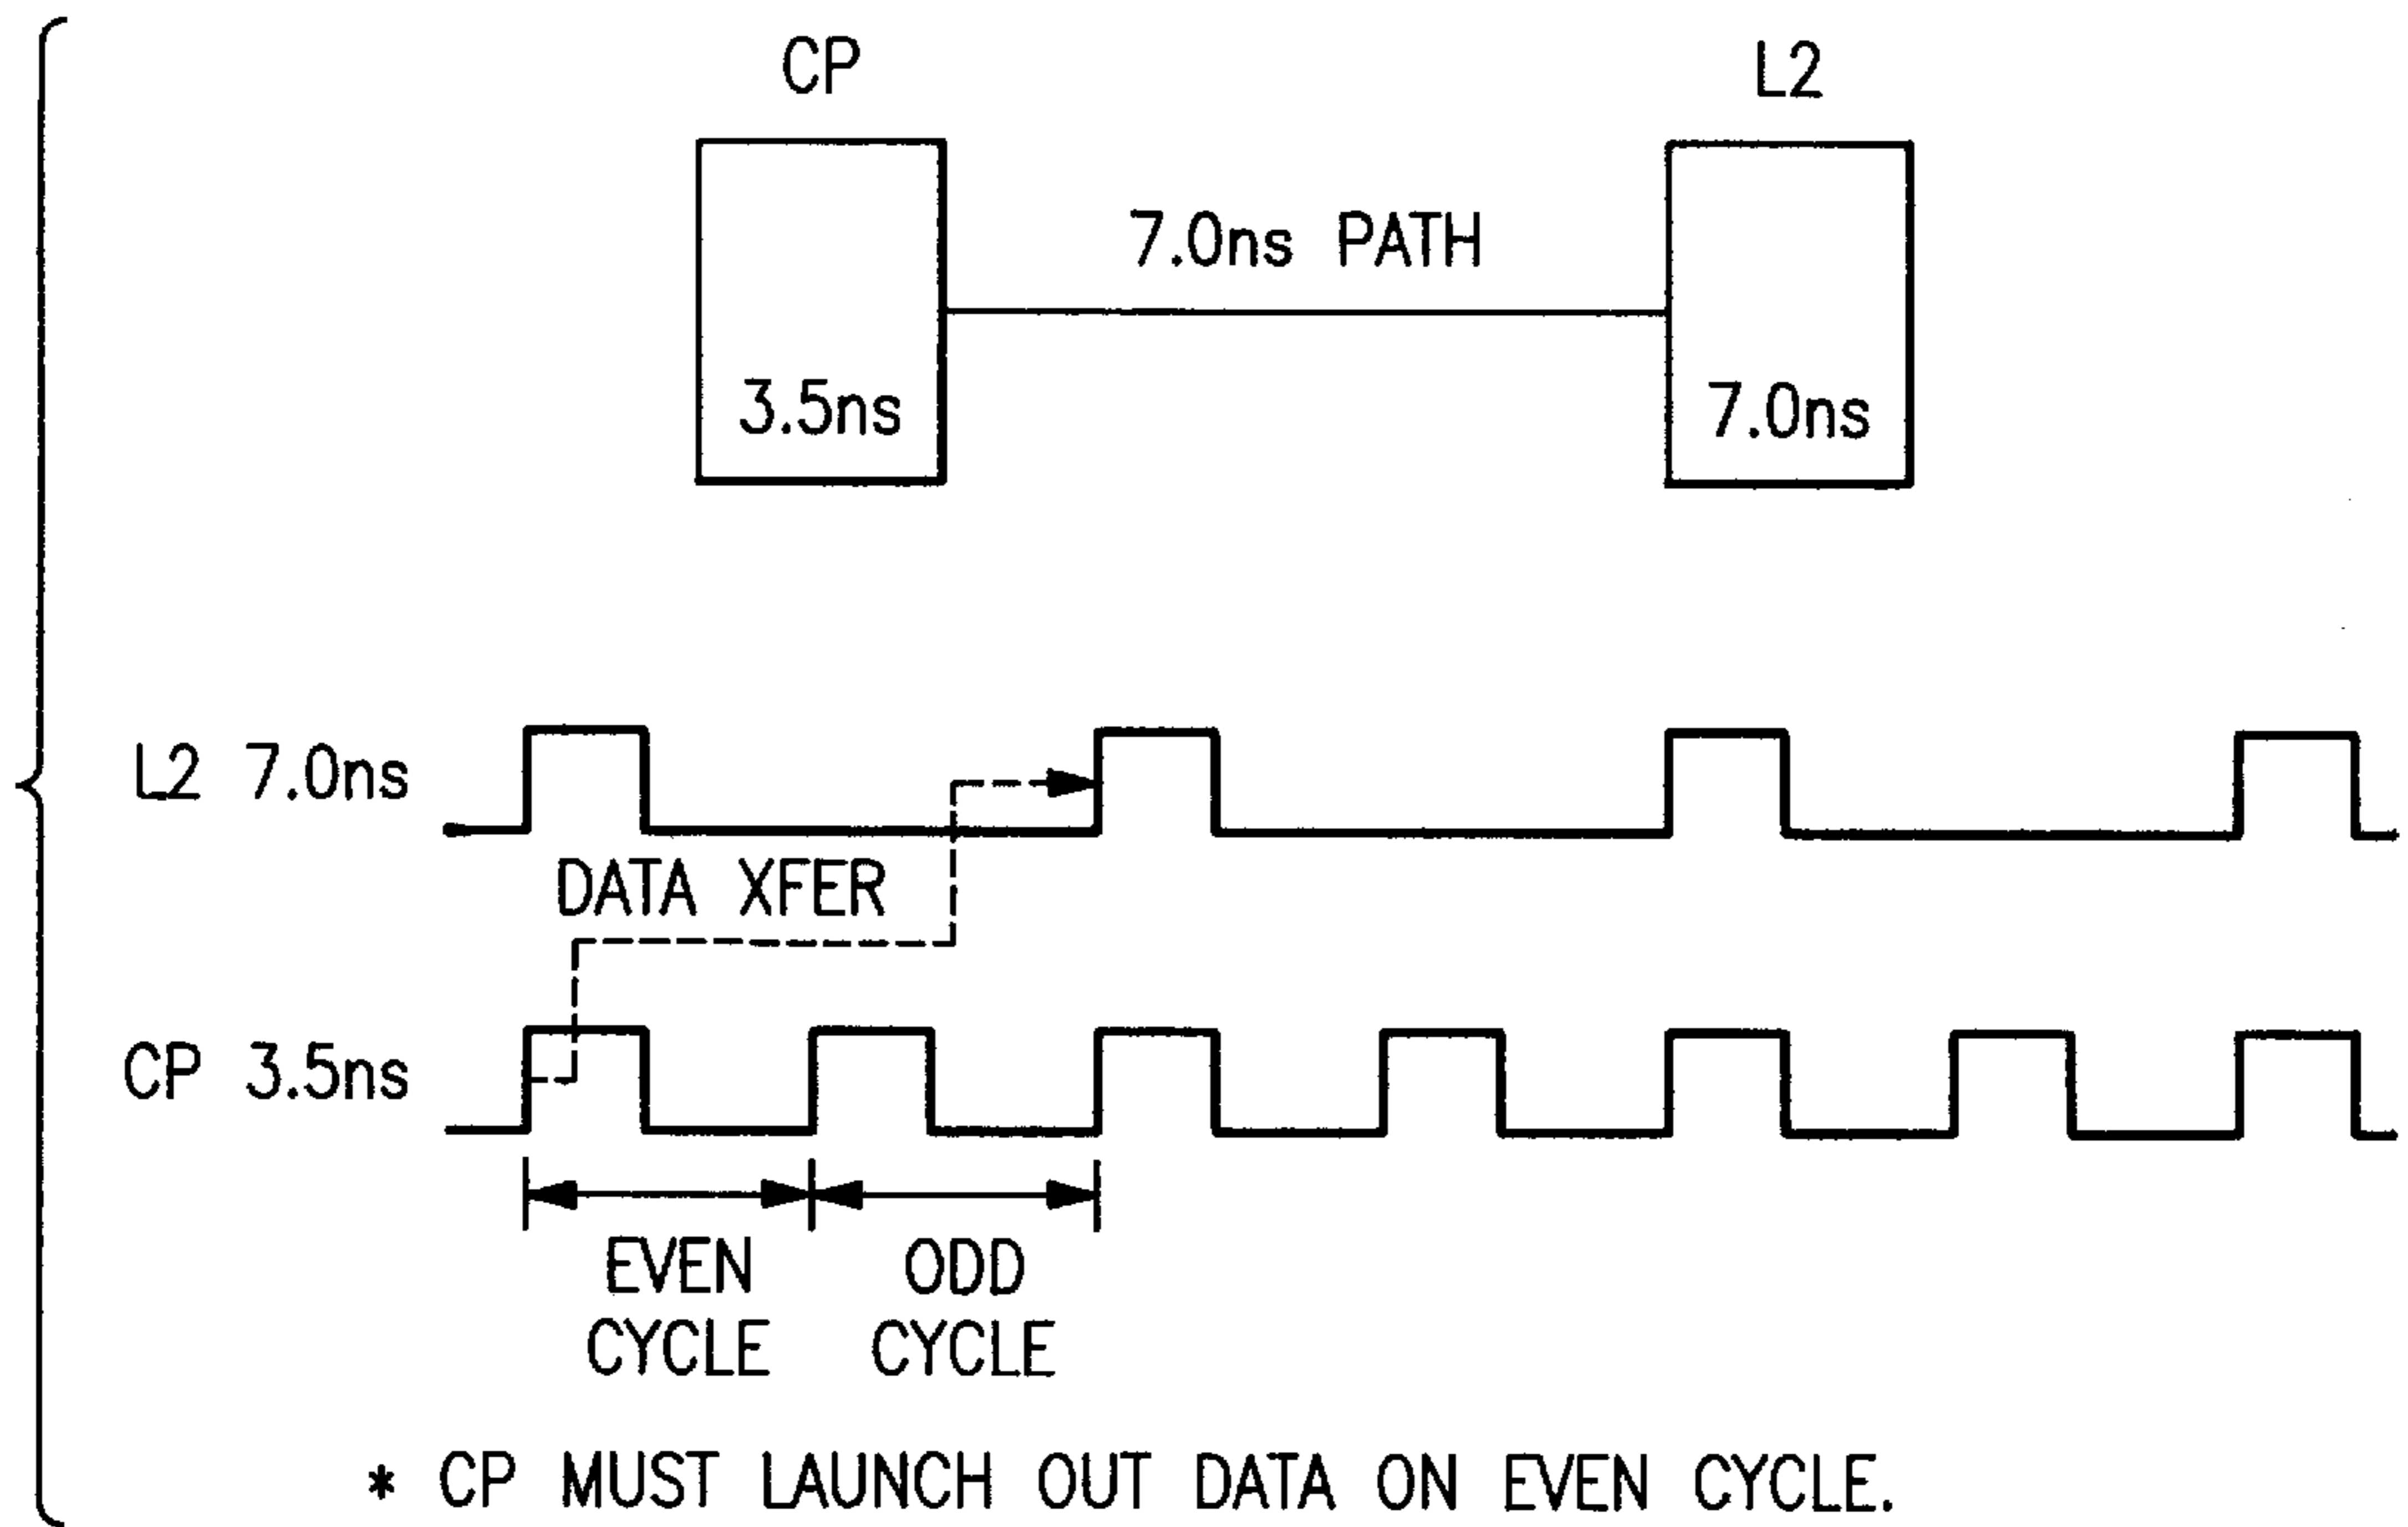 CP
L2
7.0ns PATH
3.5ns
7.0ns
L2 7.0ns
DATA XFER
CP 3.5ns
EVEN
CYCLE
ODD
CYCLE
* CP MUST LAUNCH OUT DATA ON EVEN CYCLE.